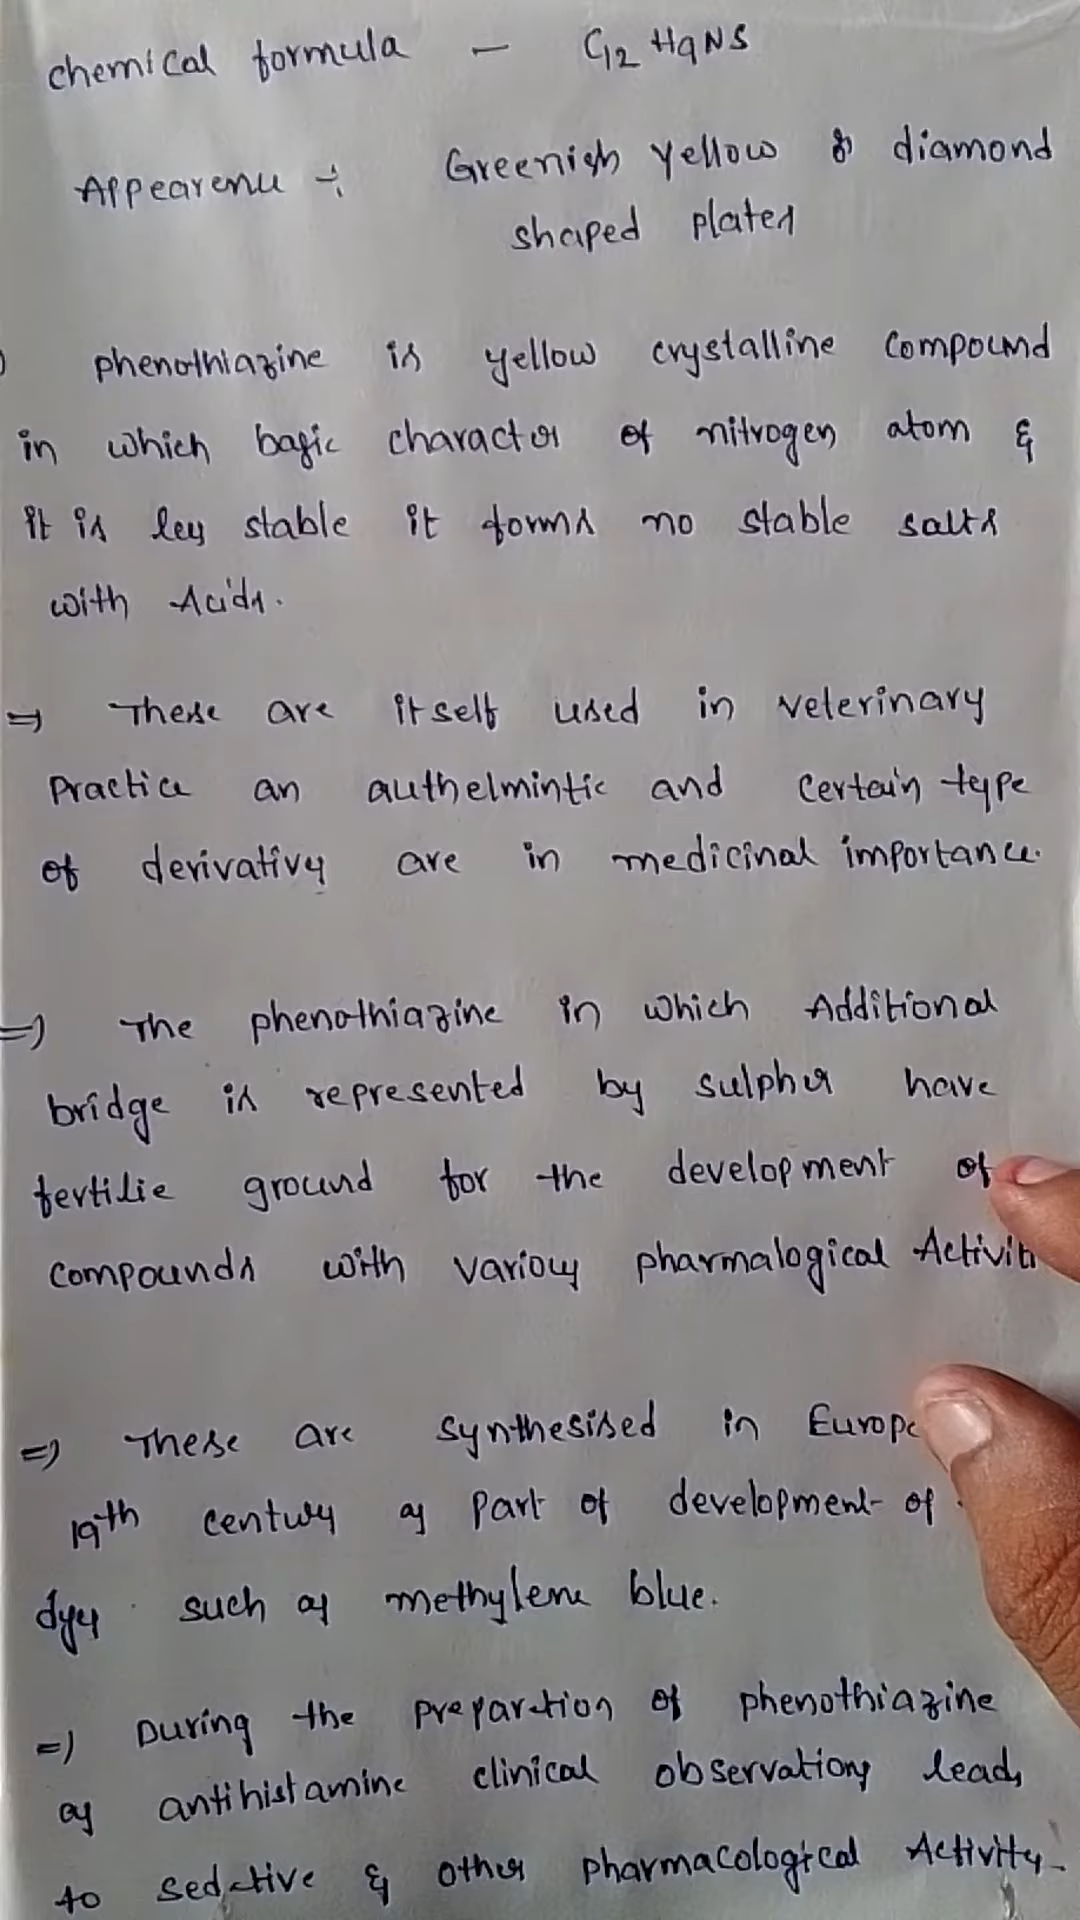 chemical formula – C12 H9NS
Appearence ÷ Greenish yellow & diamond
shaped plates
phenothiazine is yellow crystalline compound
in which basic character of nitrogen atom &
it is less stable it forms no stable salts
with Acids.
=> These are itself used in veterinary
Practice as authelmintic and certain type
of derivatives are in medicinal importance.
=> The phenothiazine in which Additional
bridge is represented by sulpher have
fertilie ground for the development of
compounds with various pharmalogical Activiti
=> These are synthesised in Europe
19th century as part of development of
dyes such as methylene blue.
=> During the preparation of phenothiazine
as antihistamine clinical observations leads
to sedative & other pharmacological Activity.